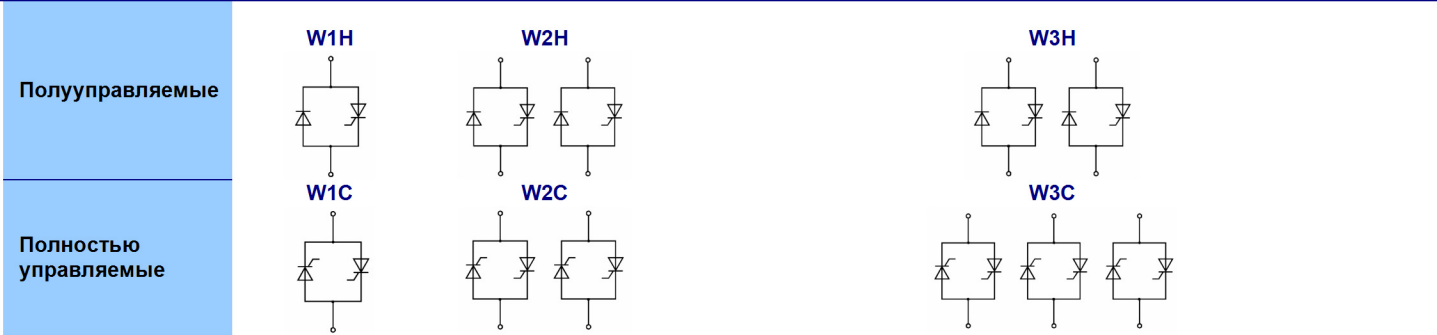 W1H W2H W3H
Полууправляемые
W1C W2C W3C
Полностью
управляемые